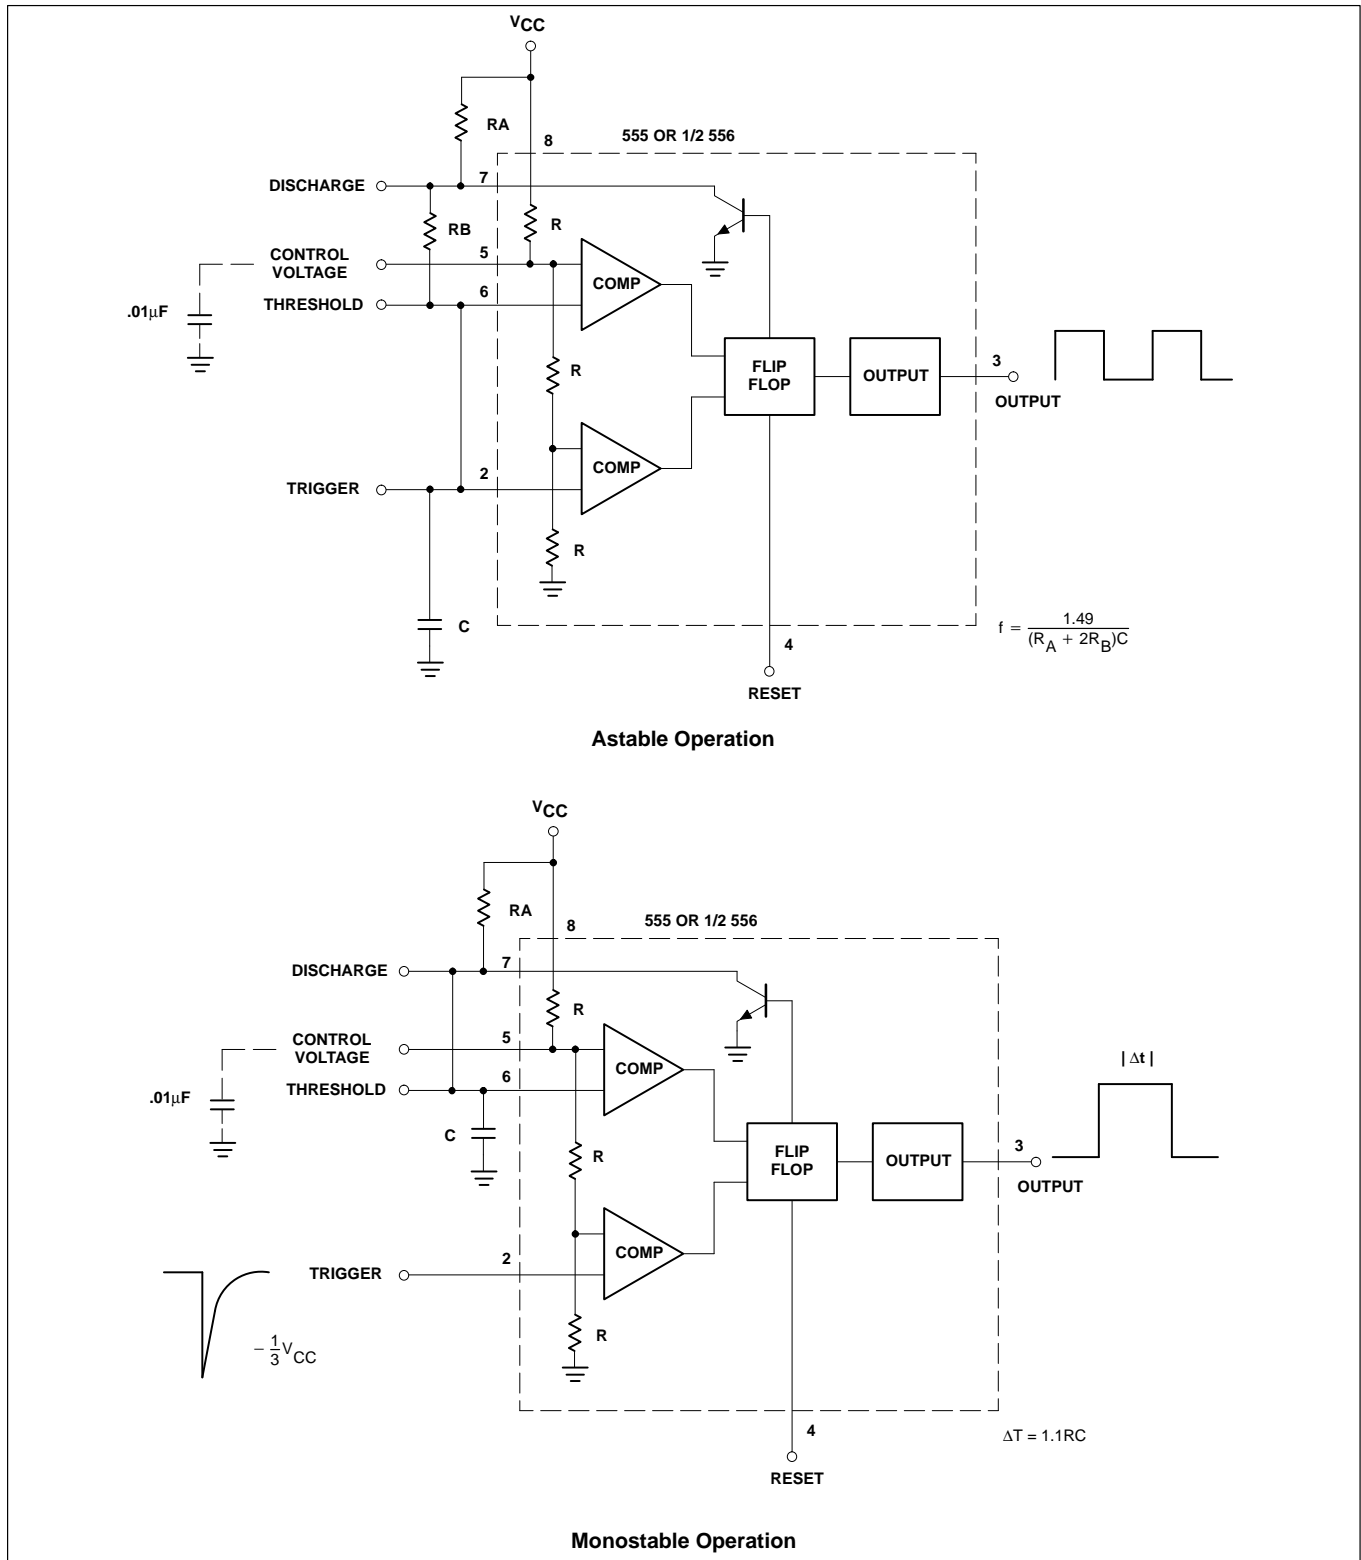 VCC
RA
8
555 OR 1/2 556
DISCHARGE
7
RB
R
CONTROL
VOLTAGE
5
COMP
.01μF
THRESHOLD
6
R
FLIP
FLOP
OUTPUT
3
OUTPUT
COMP
TRIGGER
2
R
C
f = 1.49 / (RA + 2RB)C
4
RESET
Astable Operation
VCC
RA
8
555 OR 1/2 556
DISCHARGE
7
R
CONTROL
VOLTAGE
5
COMP
| Δt |
.01μF
THRESHOLD
6
C
R
FLIP
FLOP
OUTPUT
3
OUTPUT
COMP
TRIGGER
2
R
− 1/3 VCC
4
ΔT = 1.1RC
RESET
Monostable Operation